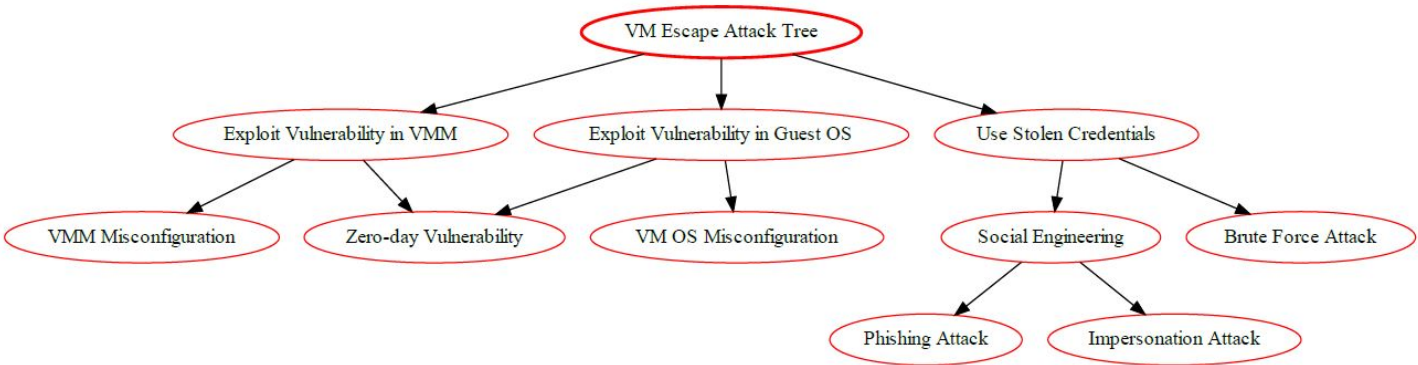 VM Escape Attack Tree
Exploit Vulnerability in VMM
Exploit Vulnerability in Guest OS
Use Stolen Credentials
VMM Misconfiguration
Zero-day Vulnerability
VM OS Misconfiguration
Social Engineering
Brute Force Attack
Phishing Attack
Impersonation Attack